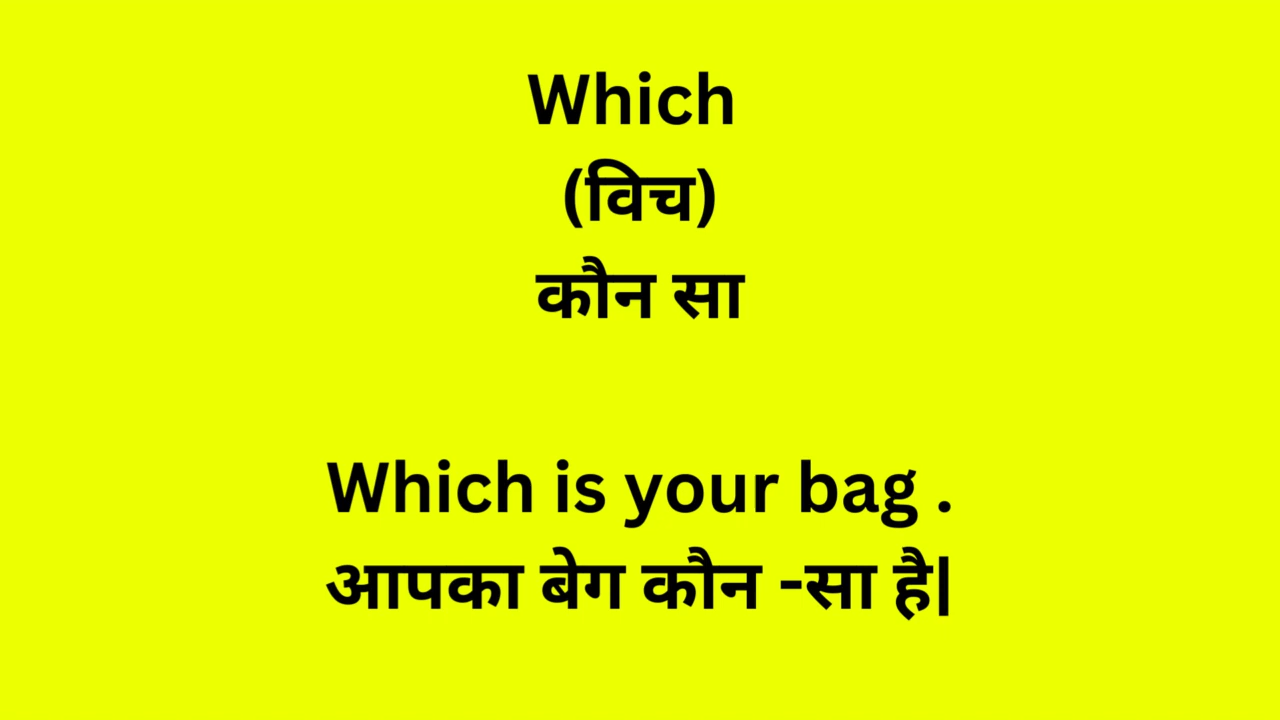 Which
(विच)
कौन सा
Which is your bag .
आपका बेग कौन -सा है|